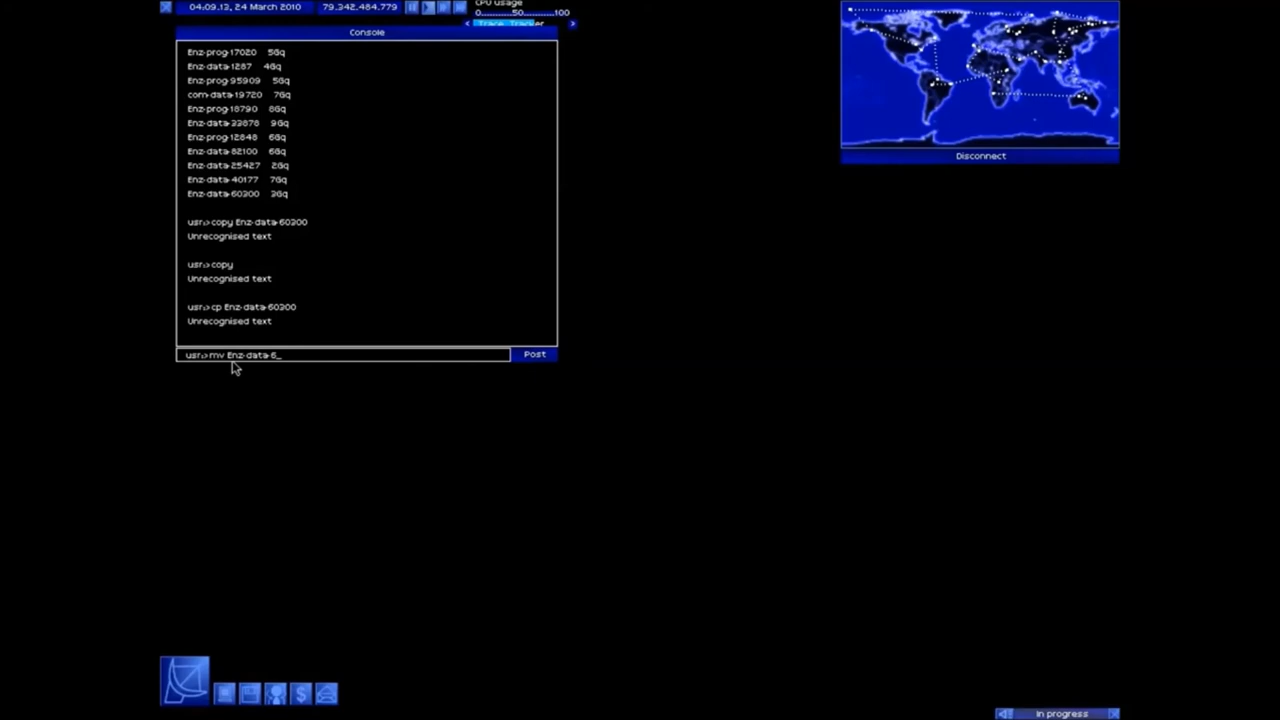 04:09.13, 24 March 2010
79.342.484.779
CPU usage
0.........50.........100
Trace Tracker
Console
Enz-prog-17020 5Gq
Enz-data-1287 4Gq
Enz-prog-95909 5Gq
com-data-19720 7Gq
Enz-prog-18790 8Gq
Enz-data-33878 9Gq
Enz-prog-12848 6Gq
Enz-data-82100 6Gq
Enz-data-25427 2Gq
Enz-data-40177 7Gq
Enz-data-60300 3Gq
usr:>copy Enz-data-60300
Unrecognised text
usr:>copy
Unrecognised text
usr:>cp Enz-data-60300
Unrecognised text
usr:>mv Enz-data-6_
Post
Disconnect
In progress